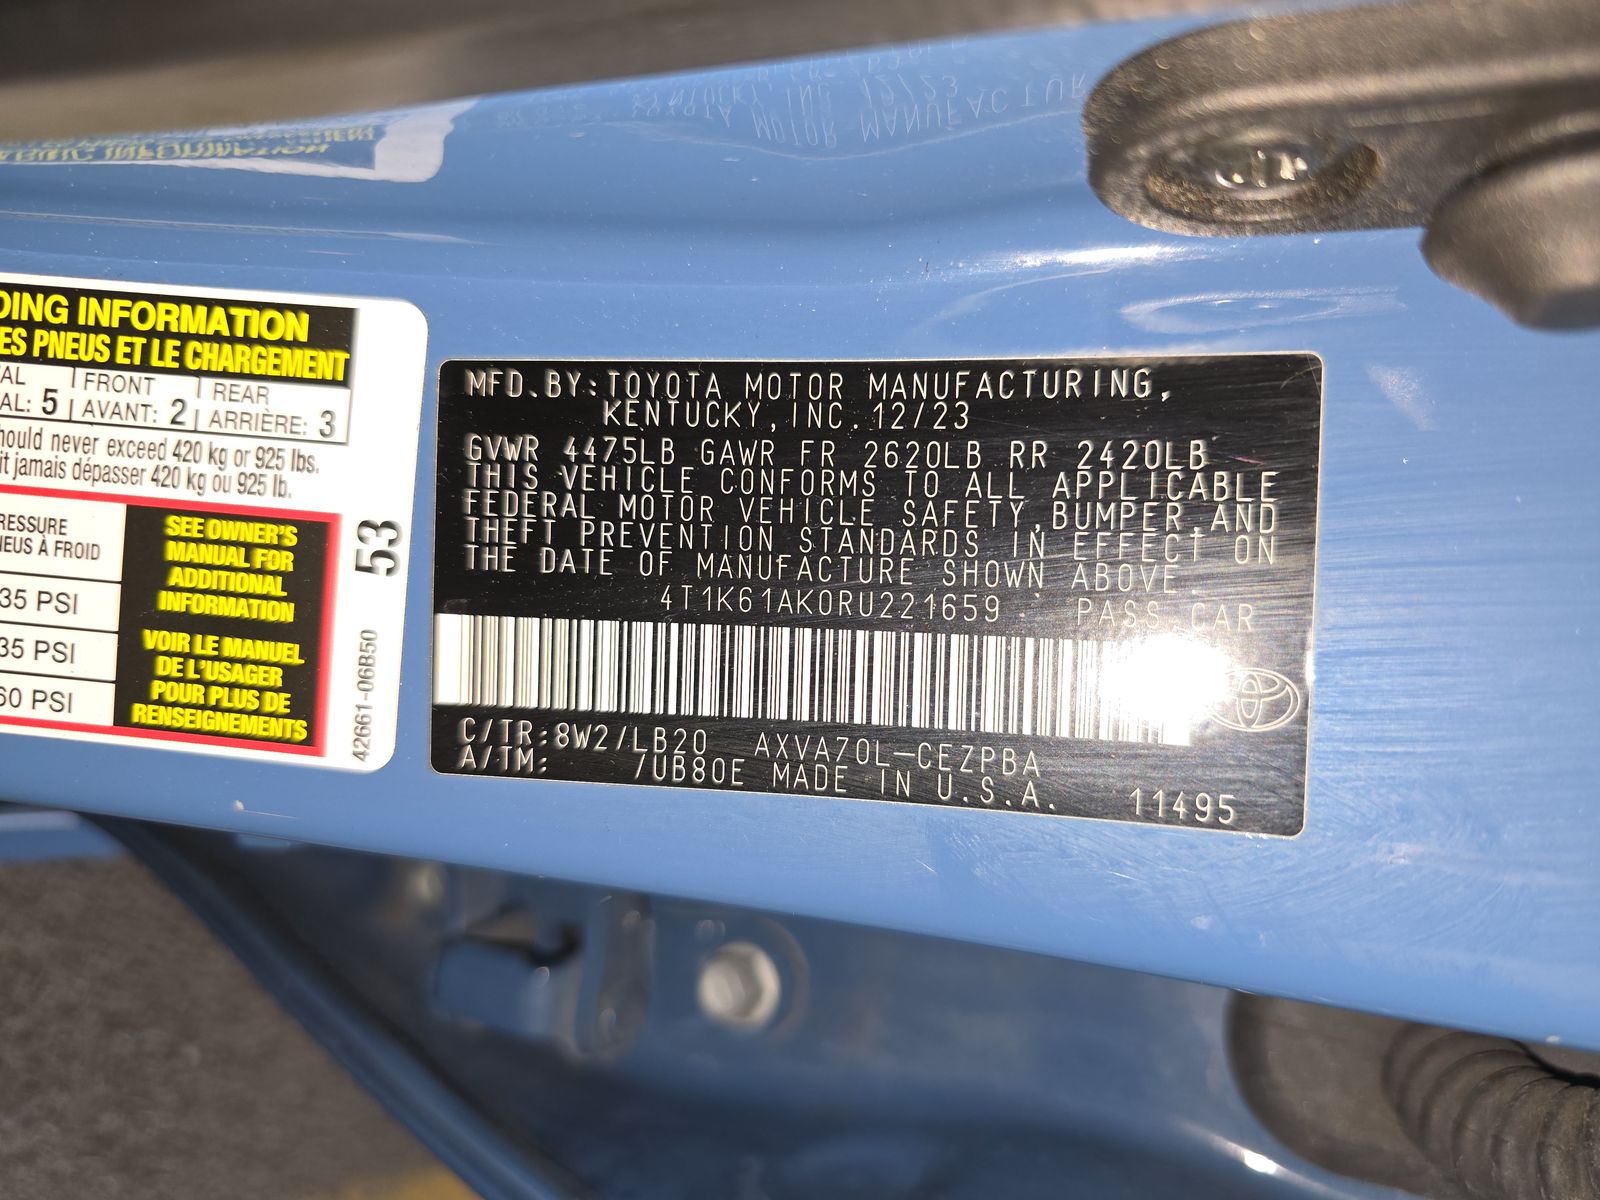 DING INFORMATION
ES PNEUS ET LE CHARGEMENT
AL | FRONT | REAR
AL: 5 | AVANT: 2 | ARRIÈRE: 3
hould never exceed 420 kg or 925 lbs.
it jamais dépasser 420 kg ou 925 lb.
RESSURE
NEUS À FROID
35 PSI
35 PSI
60 PSI
SEE OWNER'S
MANUAL FOR
ADDITIONAL
INFORMATION
VOIR LE MANUEL
DE L'USAGER
POUR PLUS DE
RENSEIGNEMENTS
53
42661-06B50
MFD. BY: TOYOTA MOTOR MANUFACTURING,
KENTUCKY, INC. 12/23
GVWR 4475LB GAWR FR 2620LB RR 2420LB
THIS VEHICLE CONFORMS TO ALL APPLICABLE
FEDERAL MOTOR VEHICLE SAFETY, BUMPER, AND
THEFT PREVENTION STANDARDS IN EFFECT ON
THE DATE OF MANUFACTURE SHOWN ABOVE.
4T1K61AK0RU221659 PASS. CAR
C/TR: 8W2/LB20 AXVA70L-CEZPBA
A/TM: /UB80E MADE IN U.S.A. 11495